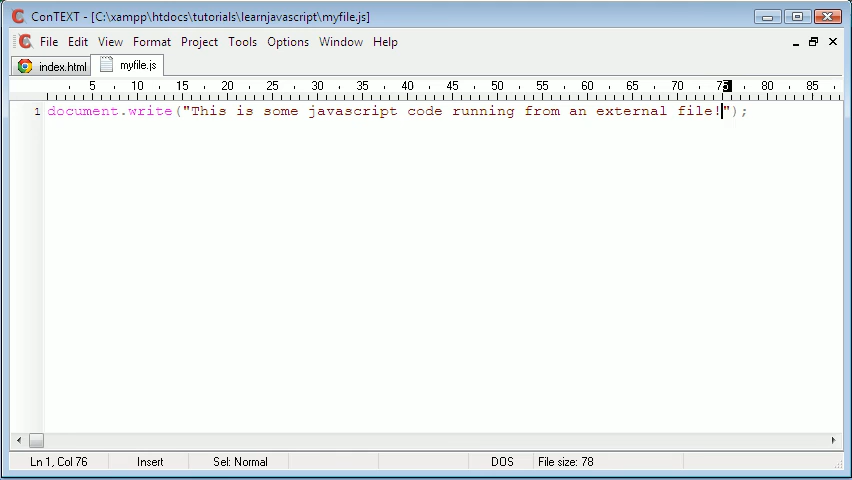 ConTEXT - [C:\xampp\htdocs\tutorials\learnjavascript\myfile.js]
File Edit View Format Project Tools Options Window Help
index.html myfile.js
5 10 15 20 25 30 35 40 45 50 55 60 65 70 75 80 85
1 document.write("This is some javascript code running from an external file!");
Ln 1, Col 76 Insert Sel: Normal DOS File size: 78